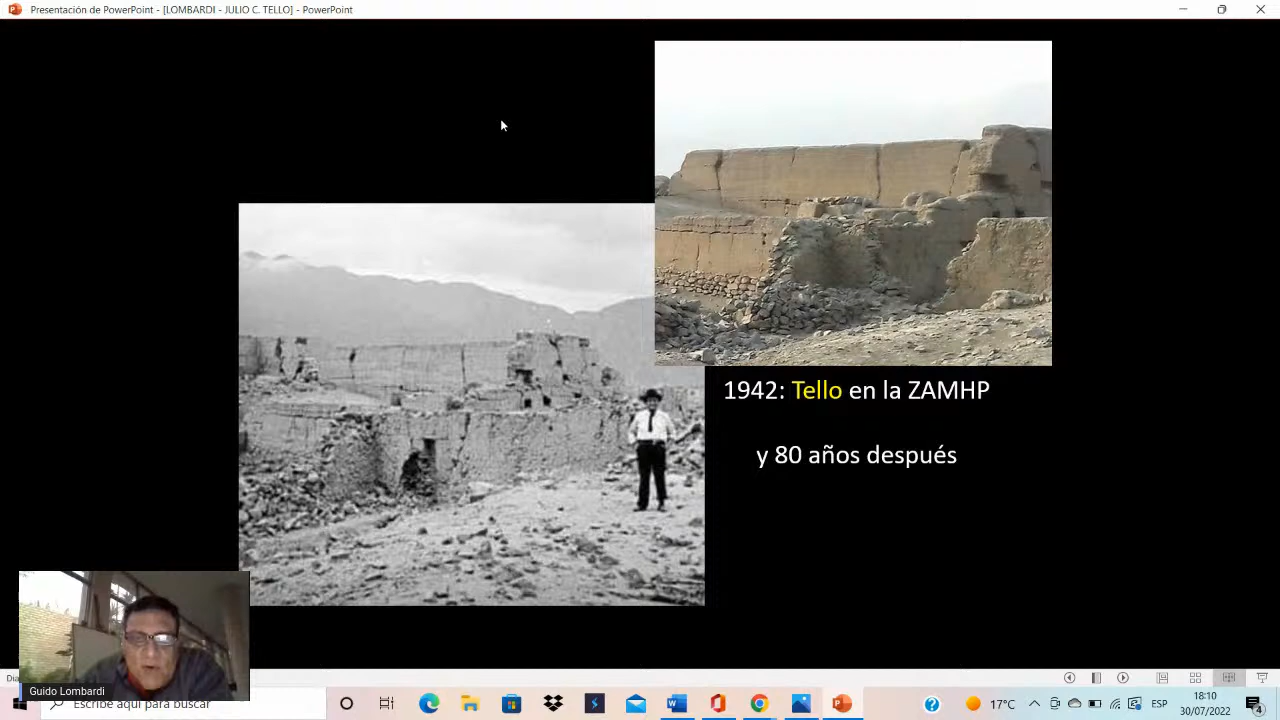 Presentación de PowerPoint - [LOMBARDI - JULIO C. TELLO] - PowerPoint
1942: Tello en la ZAMHP
y 80 años después
Guido Lombardi
Escribe aquí para buscar
17°C
ESP
18:10
30/07/2022
4